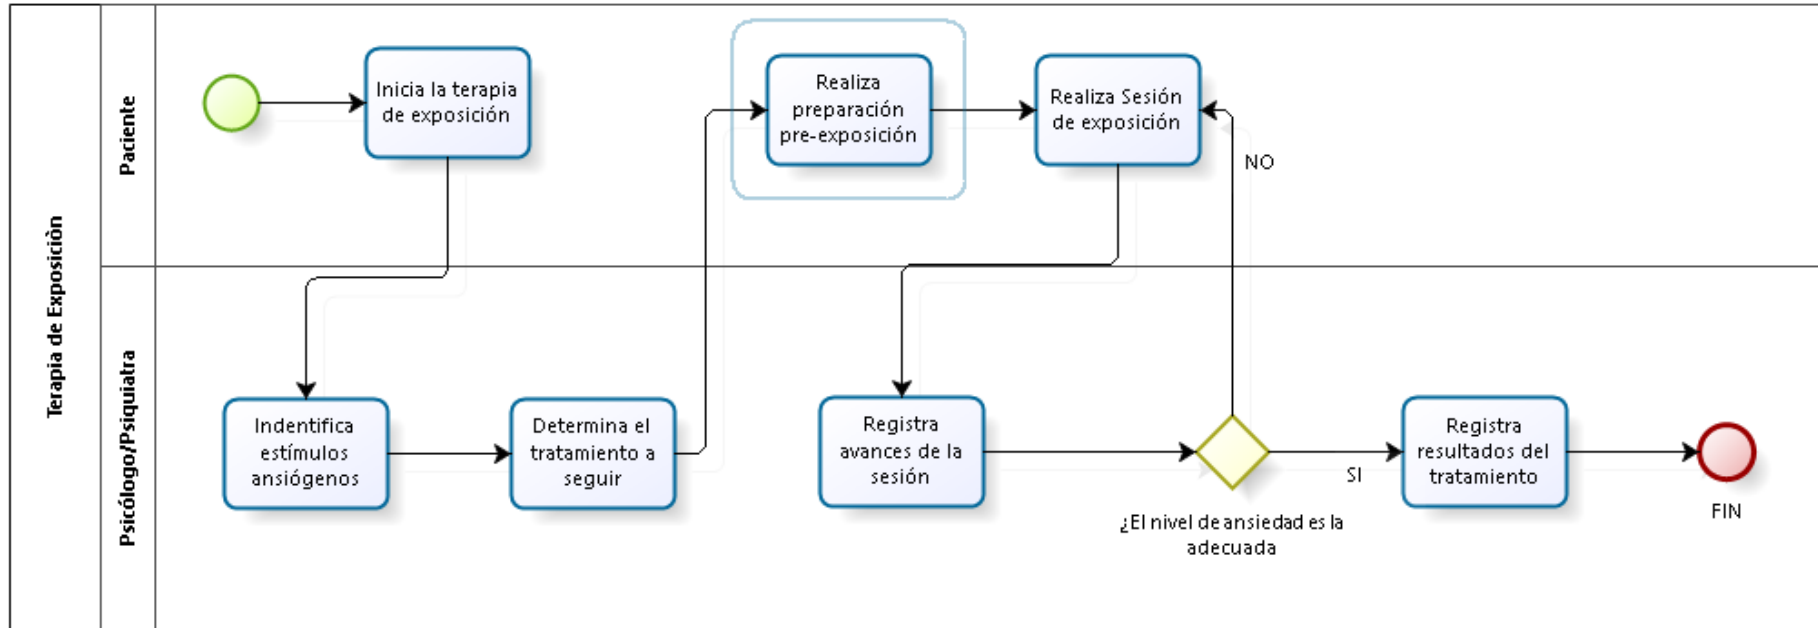 Terapia de Exposiciòn
Paciente
Inicia la terapia
de exposición
Realiza
preparación
pre-exposición
Realiza Sesión
de exposición
NO
Psicólogo/Psiquiatra
Indentifica
estímulos
ansiógenos
Determina el
tratamiento a
seguir
Registra
avances de la
sesión
¿El nivel de ansiedad es la
adecuada
SI
Registra
resultados del
tratamiento
FIN